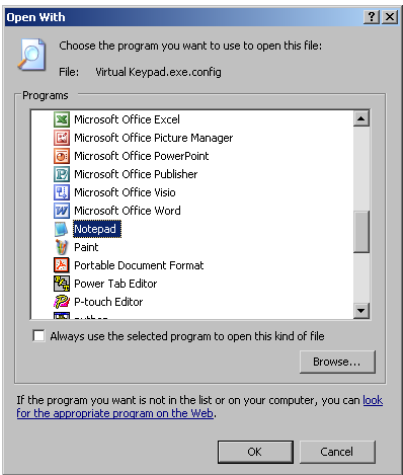 Open With
Choose the program you want to use to open this file:
File: Virtual Keypad.exe.config
Programs
Microsoft Office Excel
Microsoft Office Picture Manager
Microsoft Office PowerPoint
Microsoft Office Publisher
Microsoft Office Visio
Microsoft Office Word
Notepad
Paint
Portable Document Format
Power Tab Editor
P-touch Editor
Always use the selected program to open this kind of file
Browse...
If the program you want is not in the list or on your computer, you can look
for the appropriate program on the Web.
OK Cancel